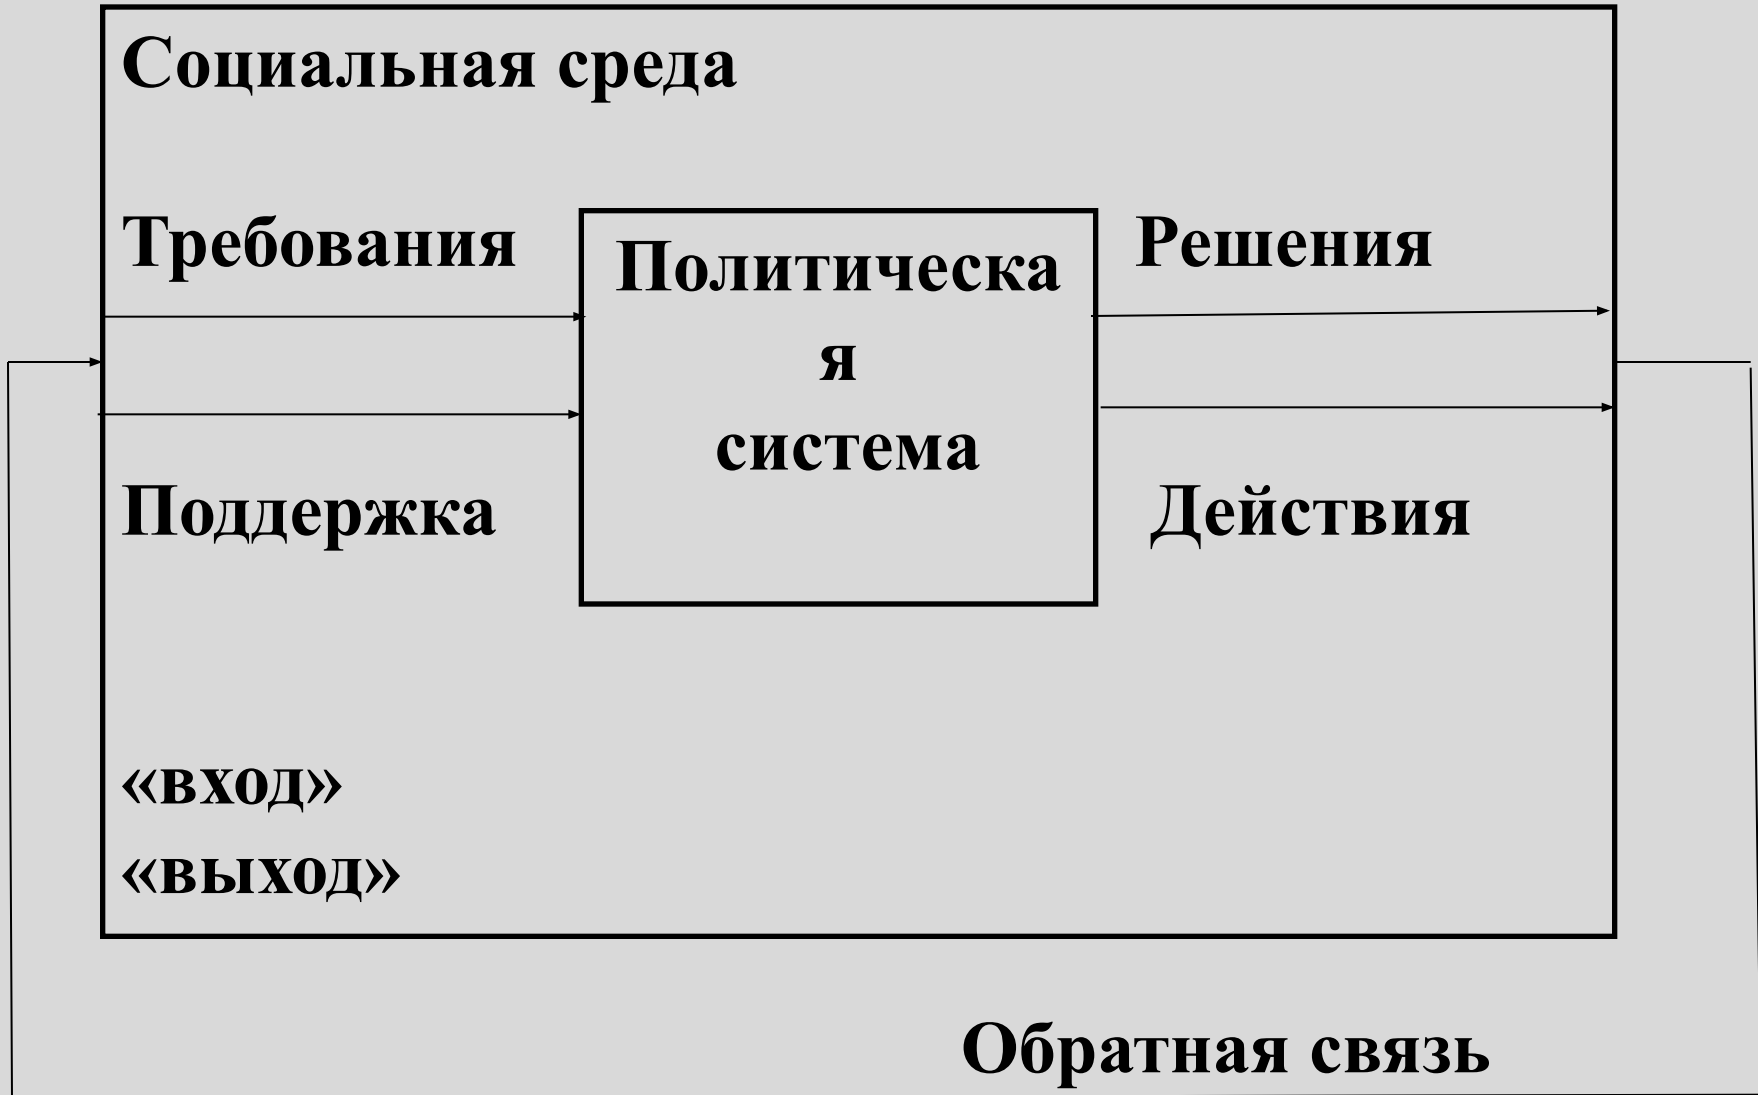 Социальная среда
Требования
Политическа
я
система
Решения
Поддержка
Действия
«вход»
«выход»
Обратная связь